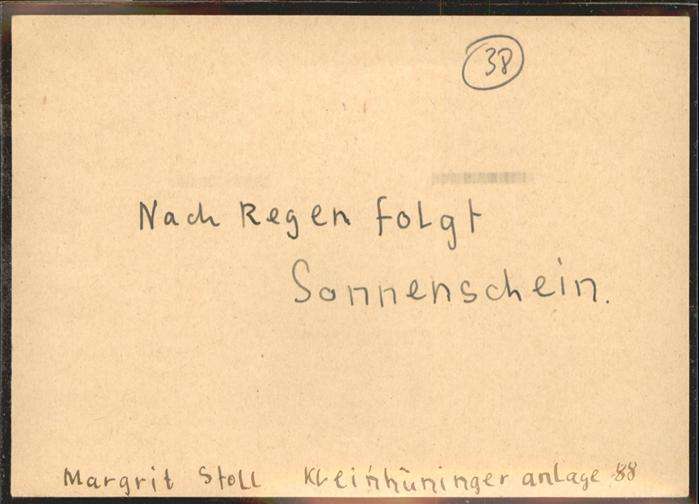 38
Nach Regen folgt
Sonnenschein.
Margrit Stoll Kleinhüninger anlage 88